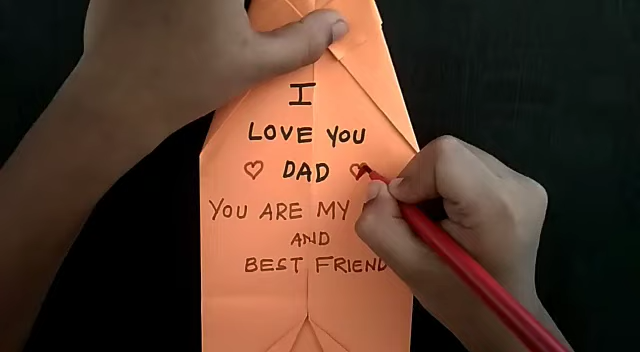 I
LOVE YOU
♡ DAD ♡
YOU ARE MY
AND
BEST FRIEND